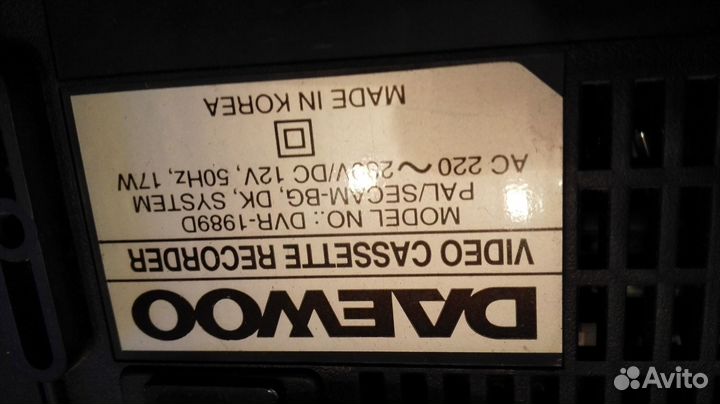 DAEWOO
VIDEO CASSETTE RECORDER
MODEL NO.: DVR-1989D
PAL/SECAM-BG, DK, SYSTEM
AC 220~260V/DC 12V, 50Hz, 17W
MADE IN KOREA
Avito